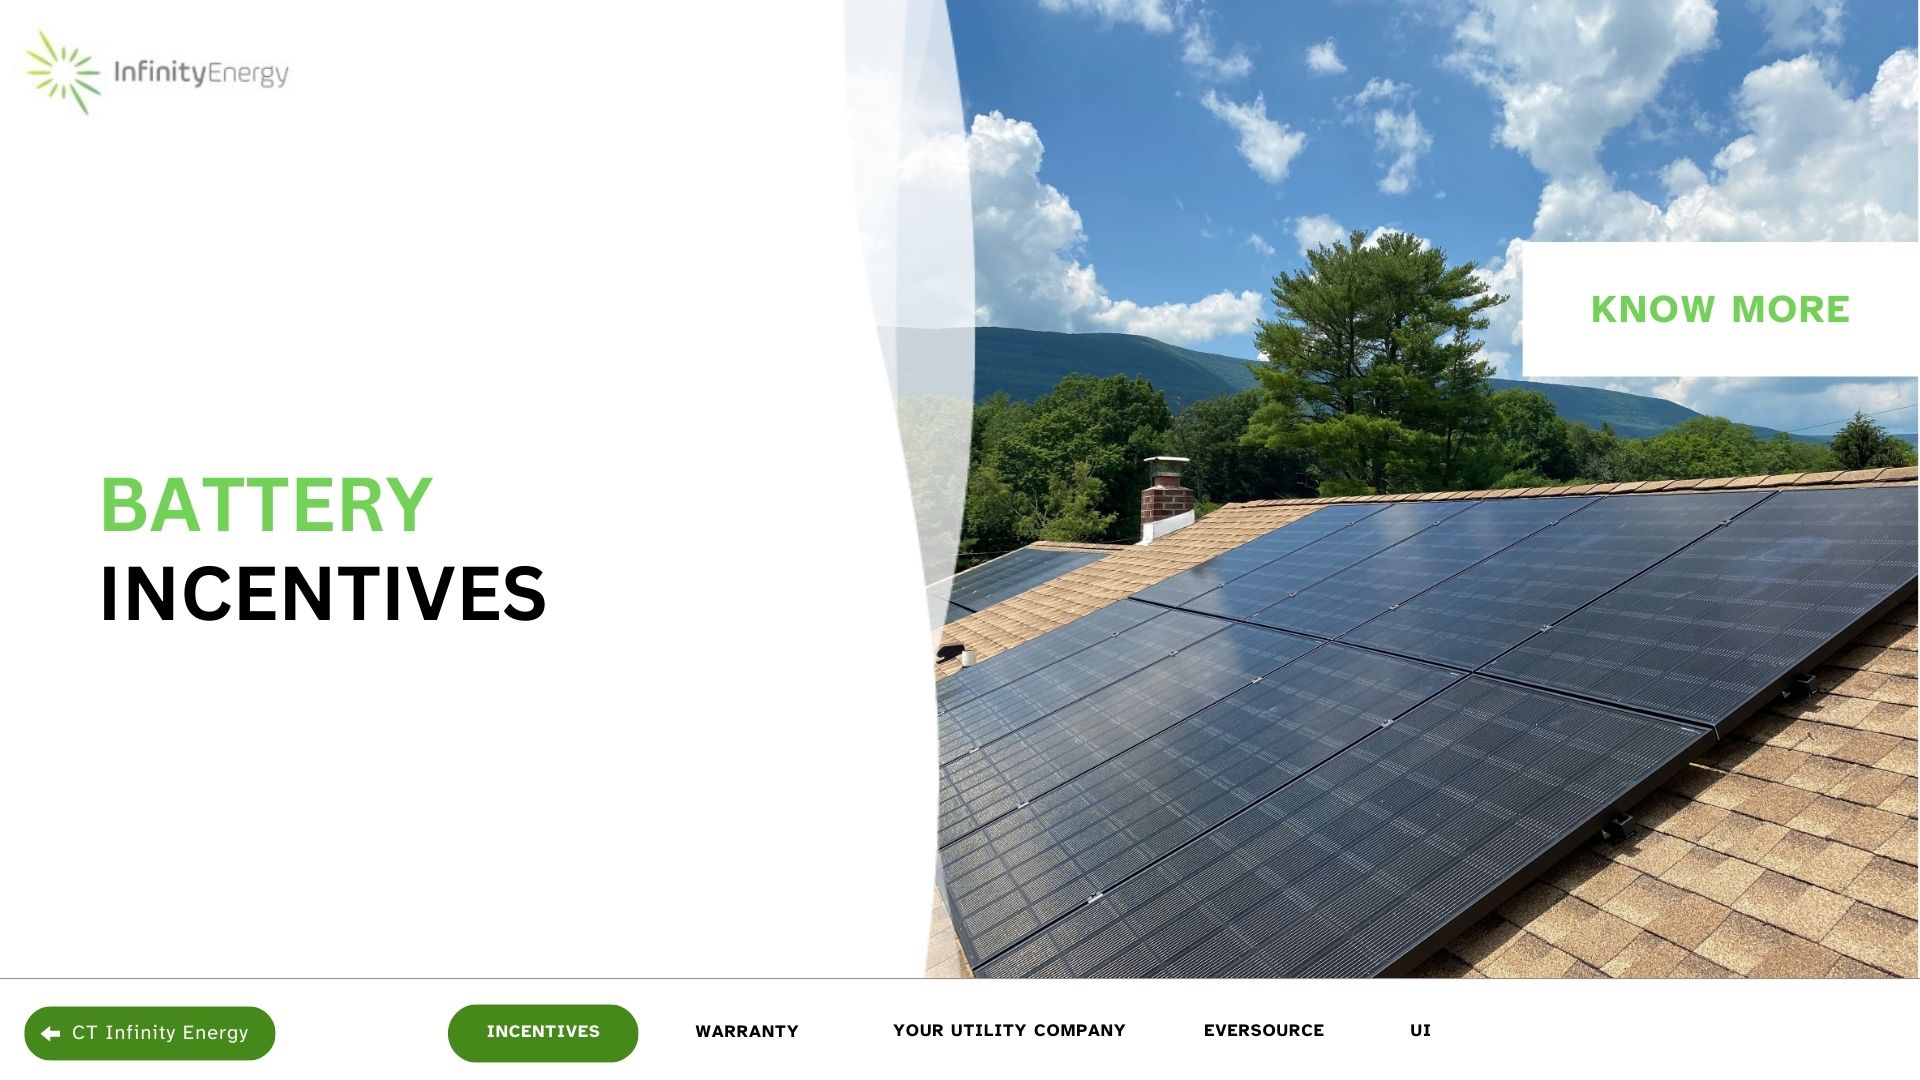 InfinityEnergy
KNOW MORE
BATTERY
INCENTIVES
CT Infinity Energy
INCENTIVES
WARRANTY
YOUR UTILITY COMPANY
EVERSOURCE
UI